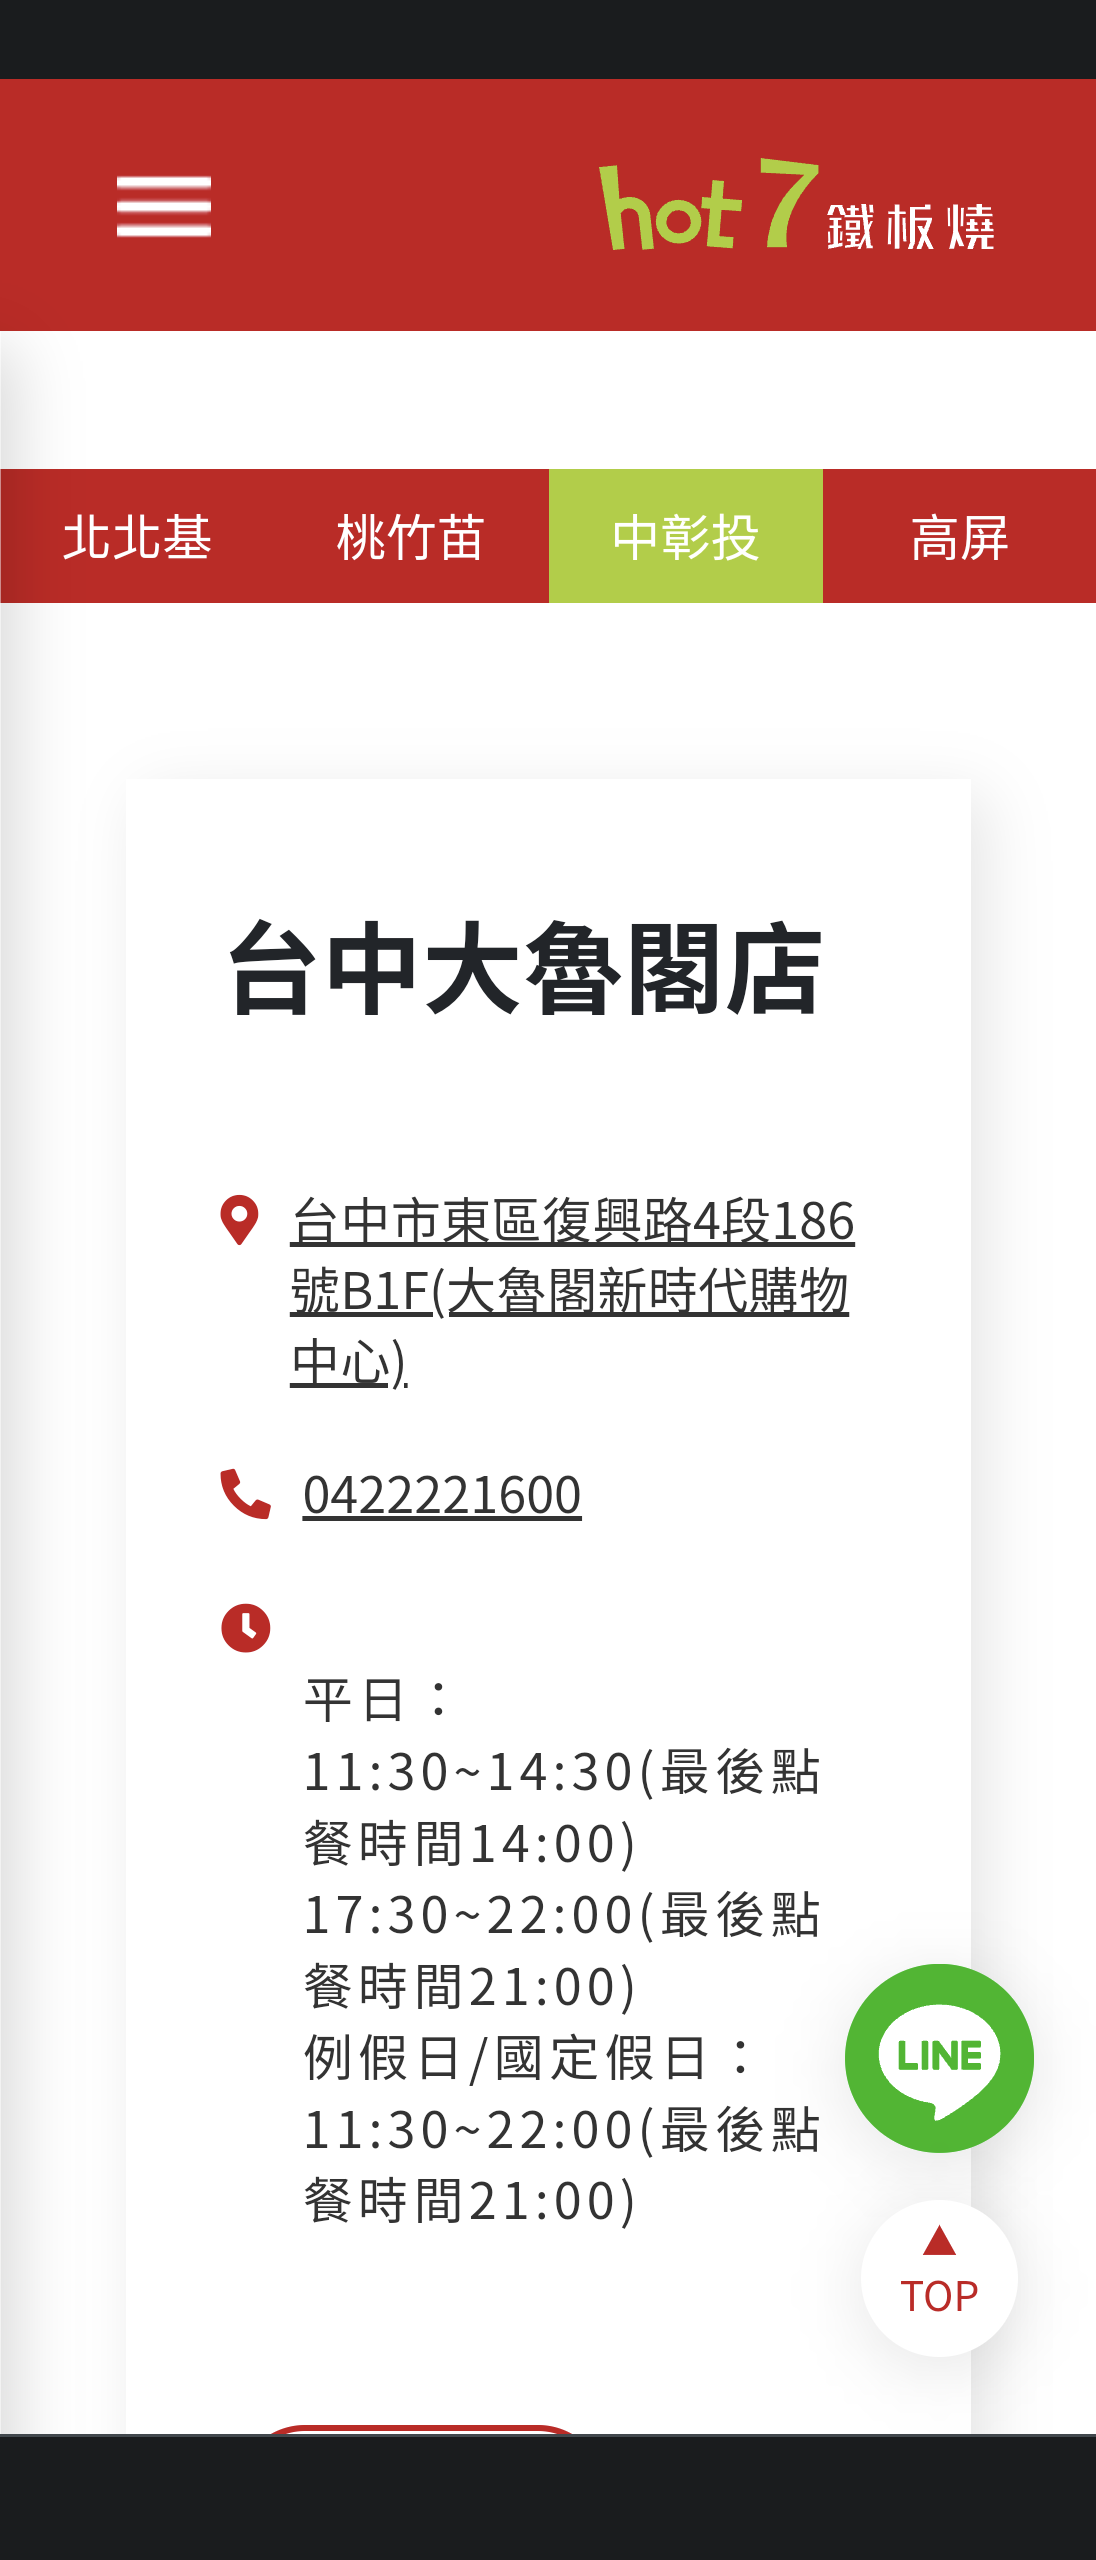 hot 7 鐵板燒
北北基 桃竹苗 中彰投 高屏
台中大魯閣店
台中市東區復興路4段186
號B1F(大魯閣新時代購物
中心)
0422221600
平日：
11:30~14:30(最後點
餐時間14:00)
17:30~22:00(最後點
餐時間21:00)
例假日/國定假日：
11:30~22:00(最後點
餐時間21:00)
LINE
TOP